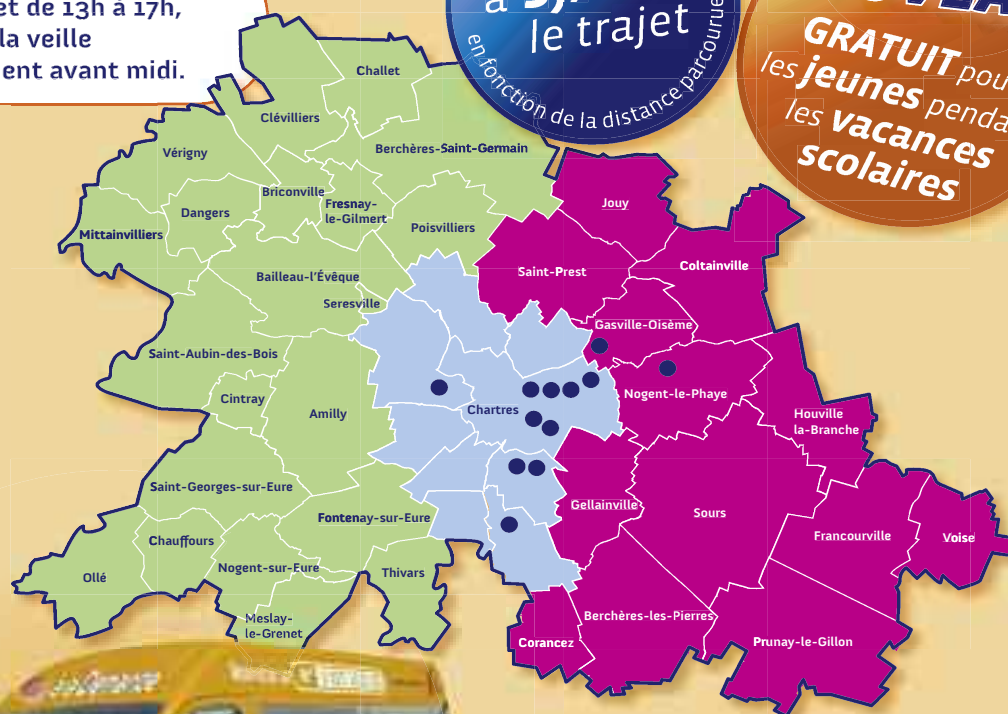 et de 13h à 17h,
la veille
ent avant midi.
le trajet
en fonction de la distance parcourue
GRATUIT pou
les jeunes penda
les vacances
scolaires
Challet
Clévilliers
Vérigny
Berchères-Saint-Germain
Briconville
Fresnay-
le-Gilmert
Dangers
Mittainvilliers
Poisvilliers
Jouy
Saint-Prest
Coltainville
Bailleau-l'Évêque
Seresville
Gasville-Oisème
Saint-Aubin-des-Bois
Cintray
Amilly
Chartres
Nogent-le-Phaye
Houville
la-Branche
Saint-Georges-sur-Eure
Fontenay-sur-Eure
Gellainville
Sours
Francourville
Voise
Chauffours
Nogent-sur-Eure
Thivars
Ollé
Meslay-
le-Grenet
Berchères-les-Pierres
Corancez
Prunay-le-Gillon